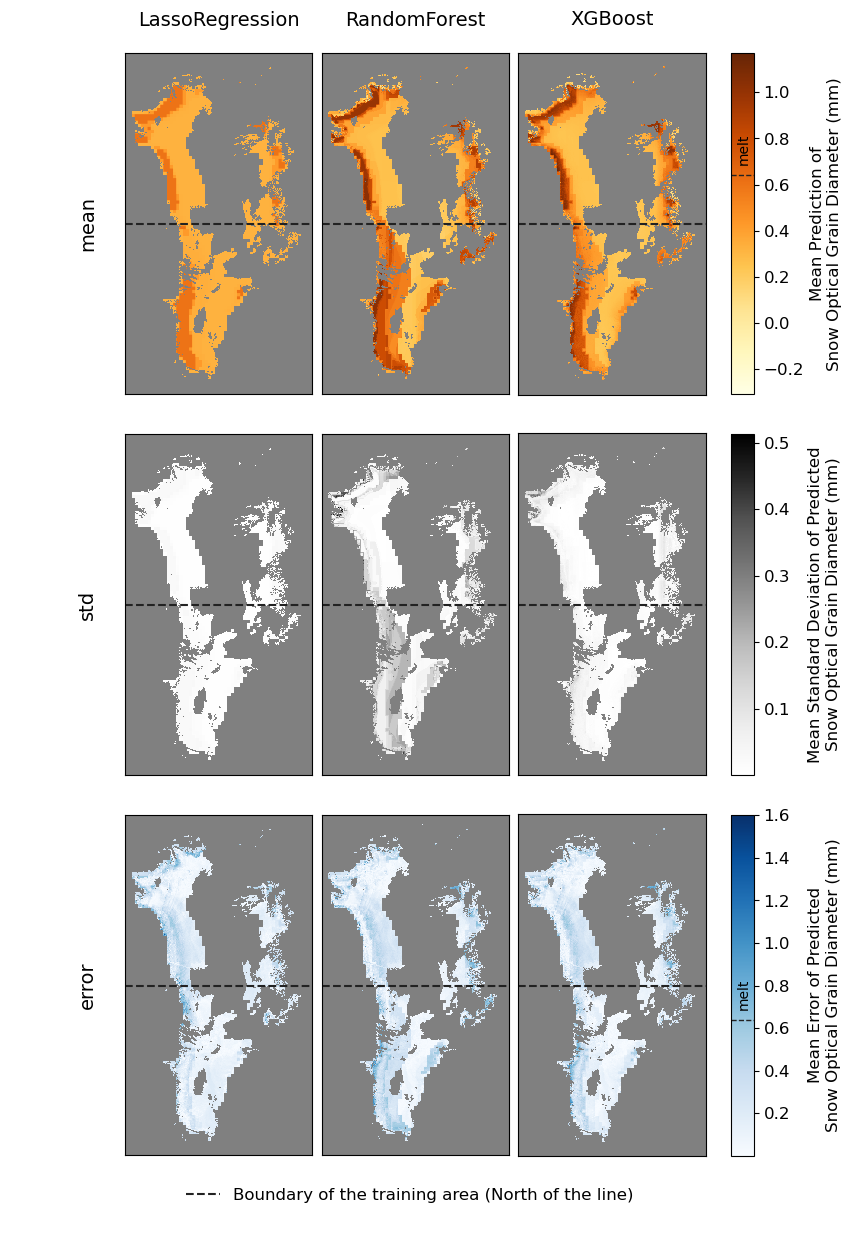 LassoRegression
RandomForest
XGBoost
mean
1.0
0.8
0.6
0.4
0.2
0.0
−0.2
melt
Mean Prediction of
Snow Optical Grain Diameter (mm)
std
0.5
0.4
0.3
0.2
0.1
Mean Standard Deviation of Predicted
Snow Optical Grain Diameter (mm)
error
1.6
1.4
1.2
1.0
0.8
0.6
0.4
0.2
melt
Mean Error of Predicted
Snow Optical Grain Diameter (mm)
Boundary of the training area (North of the line)